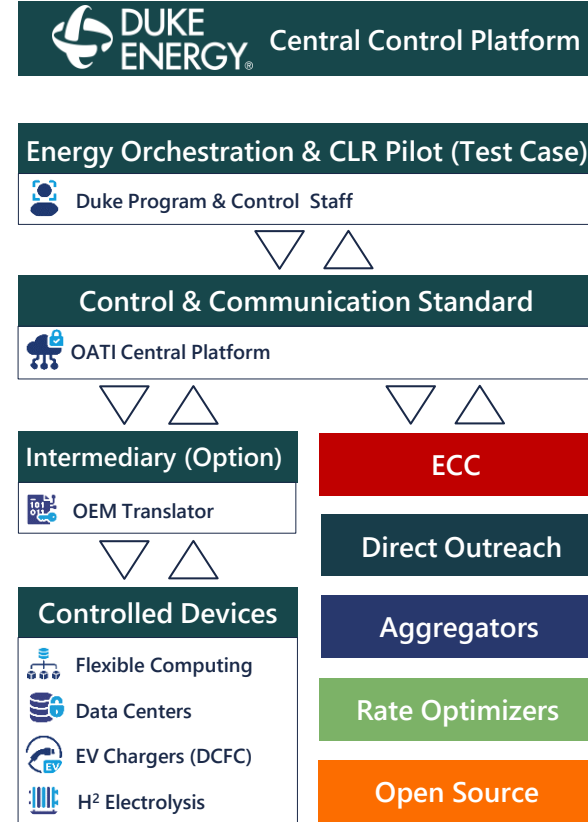 DUKE
ENERGY®
Central Control Platform
Energy Orchestration & CLR Pilot (Test Case)
Duke Program & Control Staff
Control & Communication Standard
OATI Central Platform
Intermediary (Option)
OEM Translator
Controlled Devices
Flexible Computing
Data Centers
EV
EV Chargers (DCFC)
H² Electrolysis
ECC
Direct Outreach
Aggregators
Rate Optimizers
Open Source